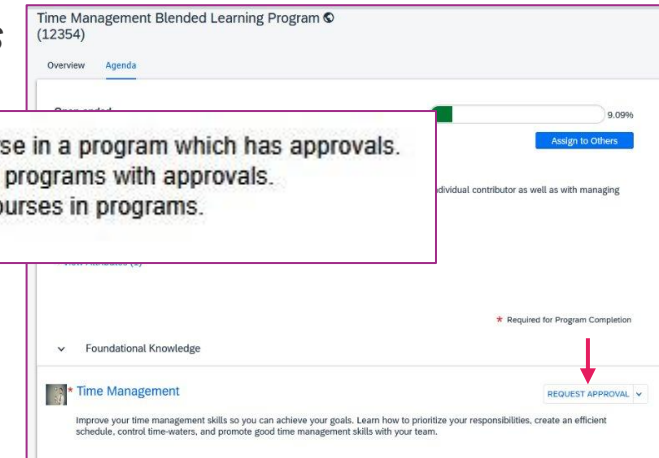 s
Time Management Blended Learning Program
(12354)
Overview Agenda
9.09%
Assign to Others
rse in a program which has approvals.
programs with approvals.
ourses in programs.
dividual contributor as well as with managing
* Required for Program Completion
Foundational Knowledge
* Time Management
REQUEST APPROVAL
Improve your time management skills so you can achieve your goals. Learn how to prioritize your responsibilities, create an efficient
schedule, control time-waters, and promote good time management skills with your team.